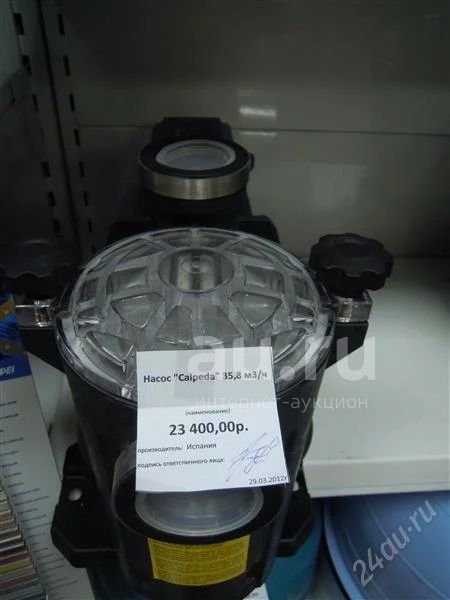 Насос "Calpeda" 35,8 м3/ч
(наименование)
23 400,00р.
производитель: Испания
подпись ответственного лица:
29.03.2012г
au.ru
интернет-аукцион
24au.ru